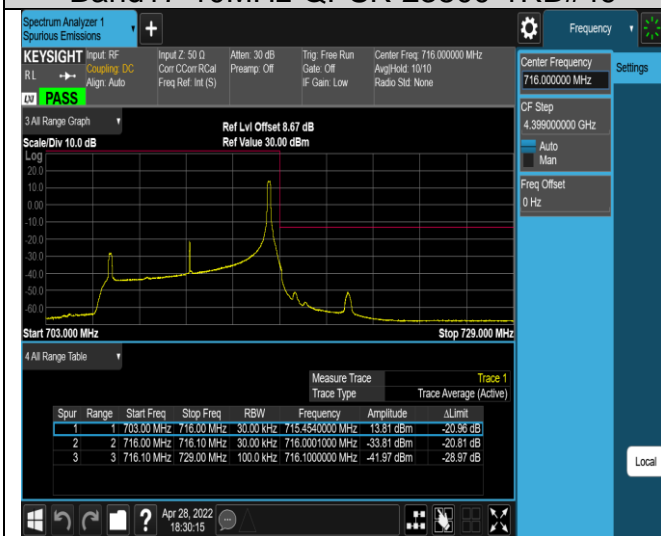 Spectrum Analyzer 1
Spurious Emissions
Frequency
KEYSIGHT
Input: RF
Coupling: DC
Align: Auto
Input Z: 50 Ω
Corr CCorr RCal
Freq Ref: Int (S)
Atten: 30 dB
Preamp: Off
Trig: Free Run
Gate: Off
IF Gain: Low
Center Freq: 716.000000 MHz
Avg|Hold: 10/10
Radio Std: None
R L
LXI PASS
Center Frequency
716.000000 MHz
Settings
CF Step
4.399000000 GHz
Auto
Man
Freq Offset
0 Hz
3 All Range Graph
Ref Lvl Offset 8.67 dB
Scale/Div 10.0 dB
Ref Value 30.00 dBm
Log
20.0
10.0
0.00
-10.0
-20.0
-30.0
-40.0
-50.0
-60.0
Start 703.000 MHz
Stop 729.000 MHz
4 All Range Table
Measure Trace Trace 1
Trace Type Trace Average (Active)
Spur Range Start Freq Stop Freq RBW Frequency Amplitude ΔLimit
1 1 703.00 MHz 716.00 MHz 30.00 kHz 715.4540000 MHz 13.81 dBm -20.96 dB
2 2 716.00 MHz 716.10 MHz 30.00 kHz 716.0001000 MHz -33.81 dBm -20.81 dB
3 3 716.10 MHz 729.00 MHz 100.0 kHz 716.1000000 MHz -41.97 dBm -28.97 dB
Local
Apr 28, 2022
18:30:15